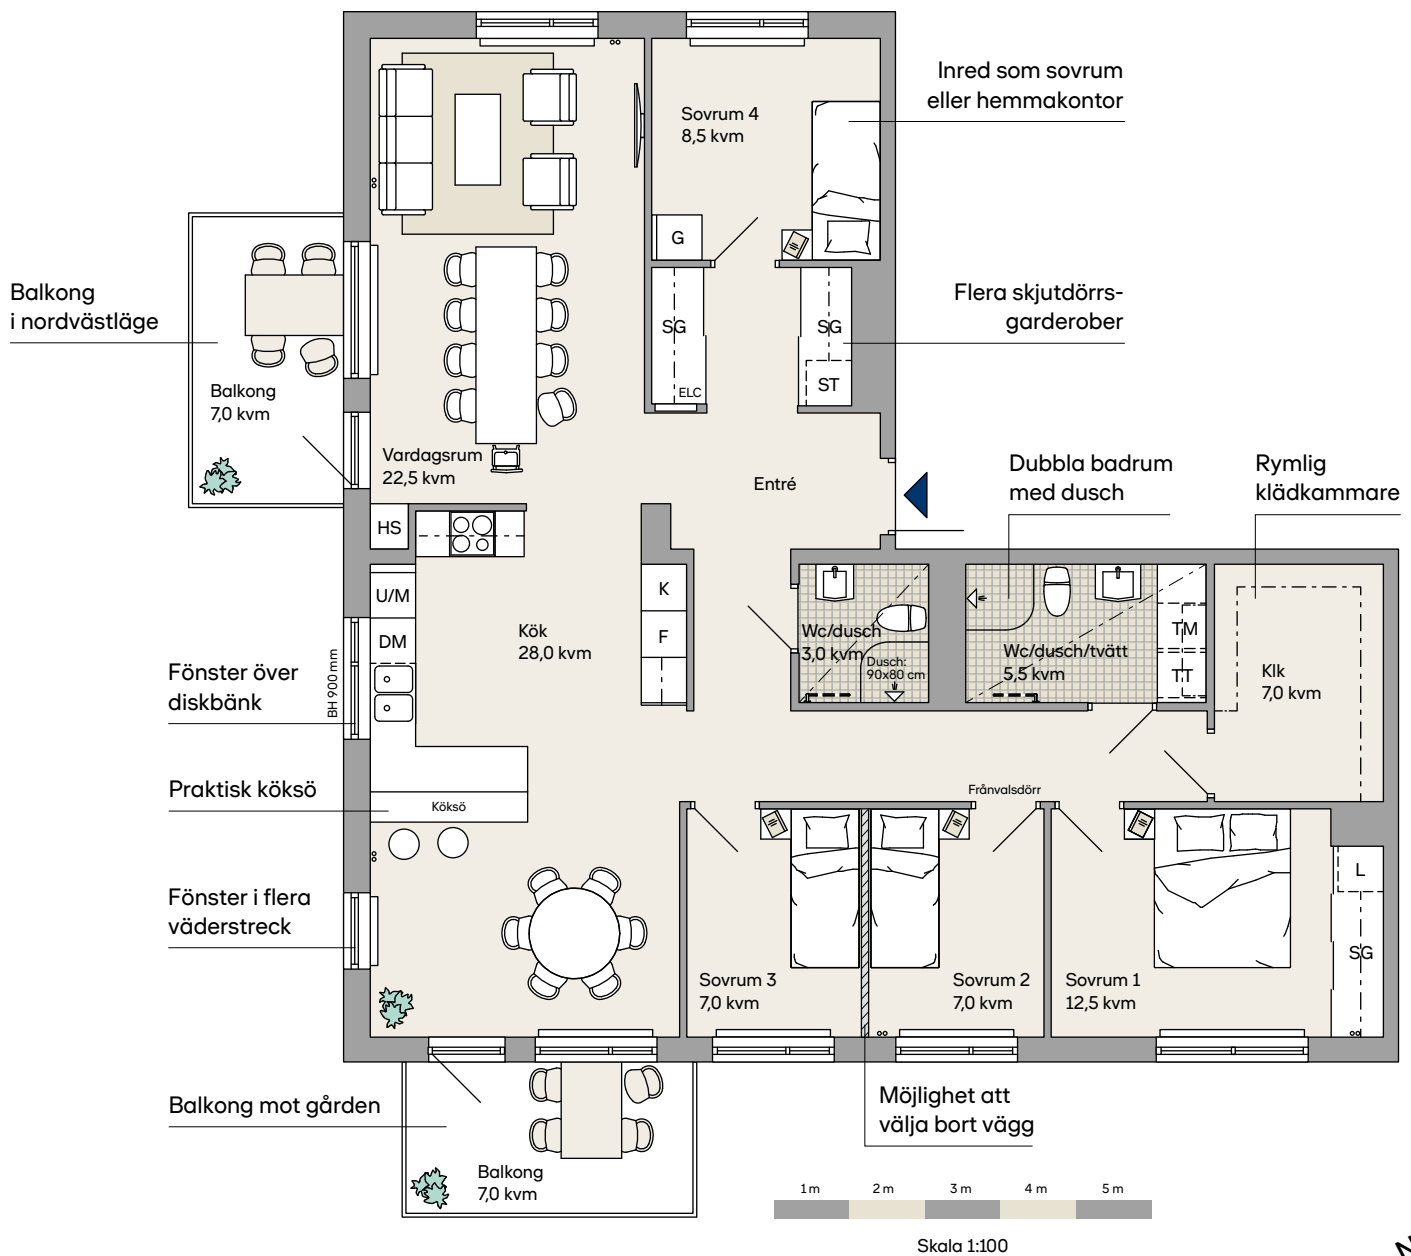 Inred som sovrum
eller hemmakontor
Sovrum 4
8,5 kvm
G
Balkong
i nordvästläge
Flera skjutdörrs-
garderober
SG
SG
ST
ELC
Balkong
7,0 kvm
Vardagsrum
22,5 kvm
Entré
Dubbla badrum
med dusch
Rymlig
klädkammare
HS
U/M
DM
K
F
Kök
28,0 kvm
Wc/dusch
3,0 kvm
Dusch:
90x80 cm
Wc/dusch/tvätt
5,5 kvm
TM
TT
Klk
7,0 kvm
Fönster över
diskbänk
BH 900 mm
Praktisk köksö
Köksö
Frånvalsdörr
Fönster i flera
väderstreck
L
SG
Sovrum 3
7,0 kvm
Sovrum 2
7,0 kvm
Sovrum 1
12,5 kvm
Balkong mot gården
Möjlighet att
välja bort vägg
Balkong
7,0 kvm
1 m 2 m 3 m 4 m 5 m
Skala 1:100